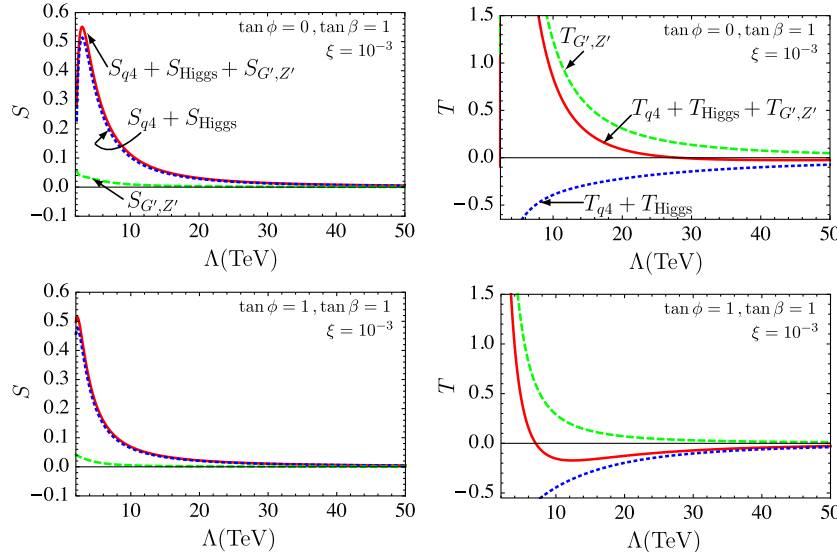 tan ϕ = 0 , tan β = 1
ξ = 10⁻³
S_{q4} + S_{Higgs} + S_{G′,Z′}
S_{q4} + S_{Higgs}
S_{G′,Z′}
S
0.6
0.5
0.4
0.3
0.2
0.1
0.0
−0.1
10 20 30 40 50
Λ(TeV)
tan ϕ = 0 , tan β = 1
ξ = 10⁻³
T_{G′,Z′}
T_{q4} + T_{Higgs} + T_{G′,Z′}
T_{q4} + T_{Higgs}
T
1.5
1.0
0.5
0.0
−0.5
10 20 30 40 50
Λ(TeV)
tan ϕ = 1 , tan β = 1
ξ = 10⁻³
S
0.6
0.5
0.4
0.3
0.2
0.1
0.0
−0.1
10 20 30 40 50
Λ(TeV)
tan ϕ = 1 , tan β = 1
ξ = 10⁻³
T
1.5
1.0
0.5
0.0
−0.5
10 20 30 40 50
Λ(TeV)